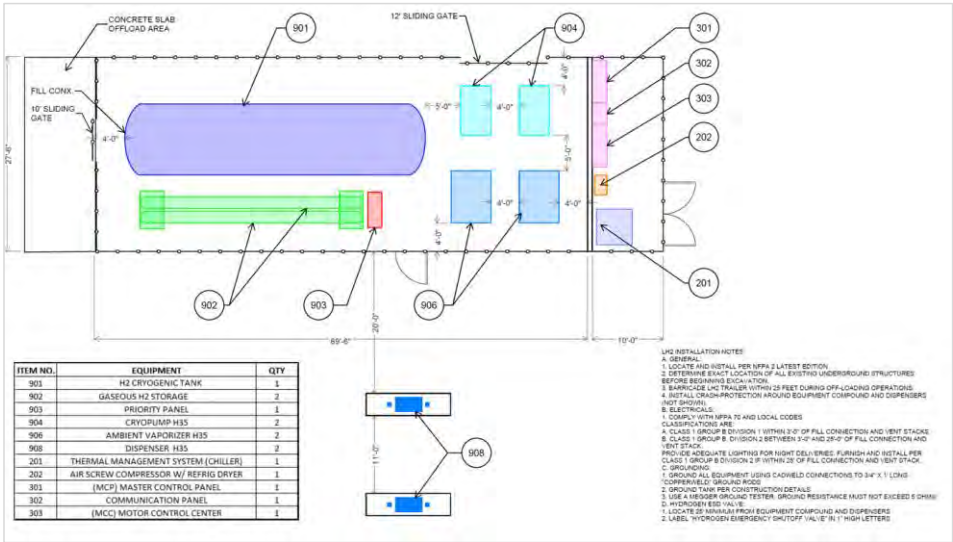 CONCRETE SLAB
OFFLOAD AREA
901
12' SLIDING GATE
904
301
302
303
202
201
FILL CONX.
10' SLIDING
GATE
4'-0"
27'-6"
5'-0"
4'-0"
4'-0"
5'-0"
4'-0"
4'-0"
4'-0"
902
903
906
20'-0"
69'-6"
10'-0"
11'-0"
908
ITEM NO. EQUIPMENT QTY
901 H2 CRYOGENIC TANK 1
902 GASEOUS H2 STORAGE 2
903 PRIORITY PANEL 1
904 CRYOPUMP H35 2
906 AMBIENT VAPORIZER H35 2
908 DISPENSER H35 2
201 THERMAL MANAGEMENT SYSTEM (CHILLER) 1
202 AIR SCREW COMPRESSOR W/ REFRIG DRYER 1
301 (MCP) MASTER CONTROL PANEL 1
302 COMMUNICATION PANEL 1
303 (MCC) MOTOR CONTROL CENTER 1
LH2 INSTALLATION NOTES
A. GENERAL:
1. LOCATE AND INSTALL PER NFPA 2 LATEST EDITION
2. DETERMINE EXACT LOCATION OF ALL EXISTING UNDERGROUND STRUCTURES
BEFORE BEGINNING EXCAVATION.
3. BARRICADE LH2 TRAILER WITHIN 25 FEET DURING OFF-LOADING OPERATIONS
4. INSTALL CRASH-PROTECTION AROUND EQUIPMENT COMPOUND AND DISPENSERS
(NOT SHOWN).
B. ELECTRICALS:
1. COMPLY WITH NFPA 70 AND LOCAL CODES
CLASSIFICATIONS ARE:
A. CLASS 1 GROUP B DIVISION 1 WITHIN 3'-0" OF FILL CONNECTION AND VENT STACKS
B. CLASS 1 GROUP B, DIVISION 2 BETWEEN 3'-0" AND 25'-0" OF FILL CONNECTION AND
VENT STACK.
PROVIDE ADEQUATE LIGHTING FOR NIGHT DELIVERIES. FURNISH AND INSTALL PER
CLASS 1 GROUP B DIVISION 2 IF WITHIN 25' OF FILL CONNECTION AND VENT STACK.
C. GROUNDING:
1. GROUND ALL EQUIPMENT USING CADWELD CONNECTIONS TO 3/4" X 1' LONG
"COPPERWELD" GROUND RODS
2. GROUND TANK PER CONSTRUCTION DETAILS
3. USE A MEGGER GROUND TESTER. GROUND RESISTANCE MUST NOT EXCEED 5 OHMS
D. HYDROGEN ESD VALVE:
1. LOCATE 25' MINIMUM FROM EQUIPMENT COMPOUND AND DISPENSERS
2. LABEL "HYDROGEN EMERGENCY SHUTOFF VALVE" IN 1" HIGH LETTERS